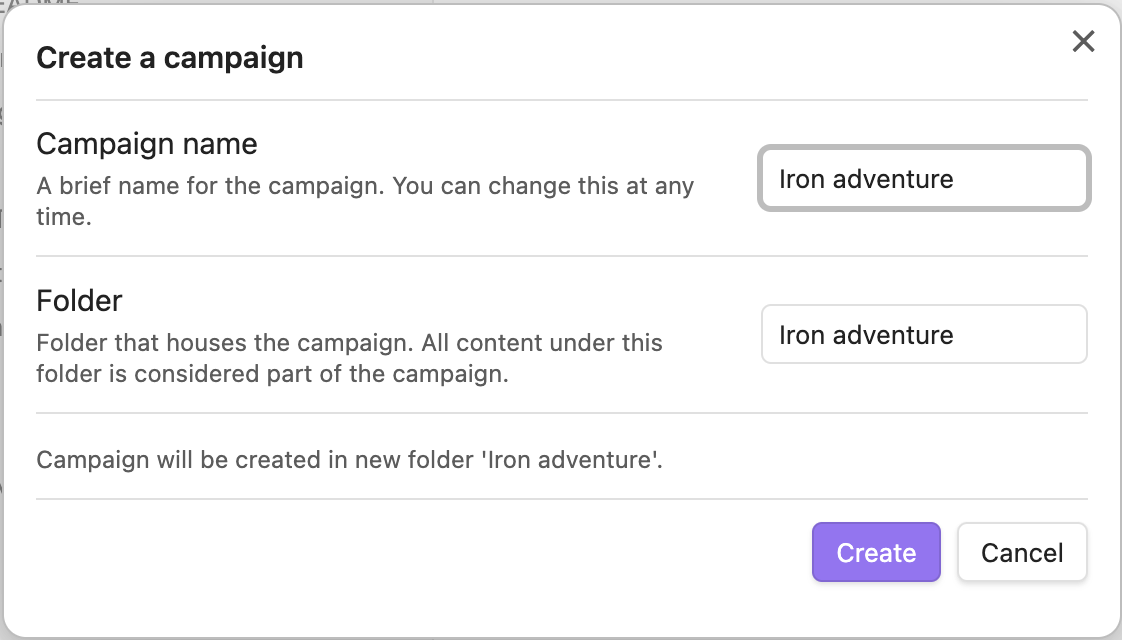 Create a campaign
Campaign name
A brief name for the campaign. You can change this at any
time.
Iron adventure
Folder
Folder that houses the campaign. All content under this
folder is considered part of the campaign.
Iron adventure
Campaign will be created in new folder 'Iron adventure'.
Create
Cancel